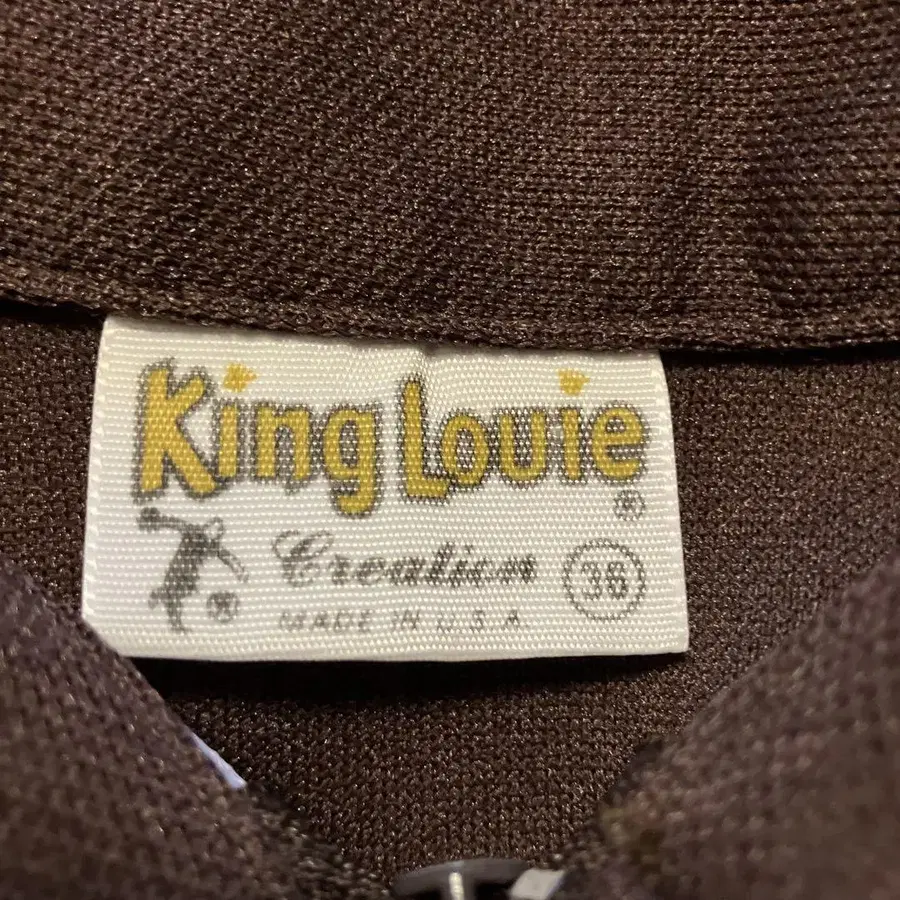 King Louie
®
Creation
36
®
MADE IN U.S.A